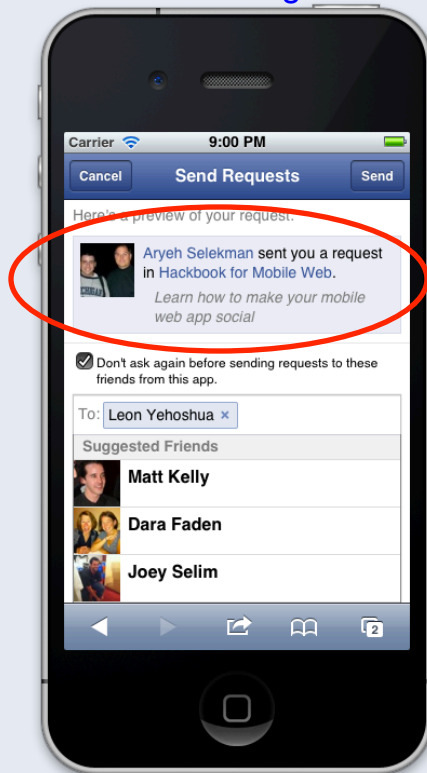 Carrier 9:00 PM
Cancel Send Requests Send
Here's a preview of your request.
Aryeh Selekman sent you a request
in Hackbook for Mobile Web.
Learn how to make your mobile
web app social
Don't ask again before sending requests to these
friends from this app.
To: Leon Yehoshua ×
Suggested Friends
Matt Kelly
Dara Faden
Joey Selim
2